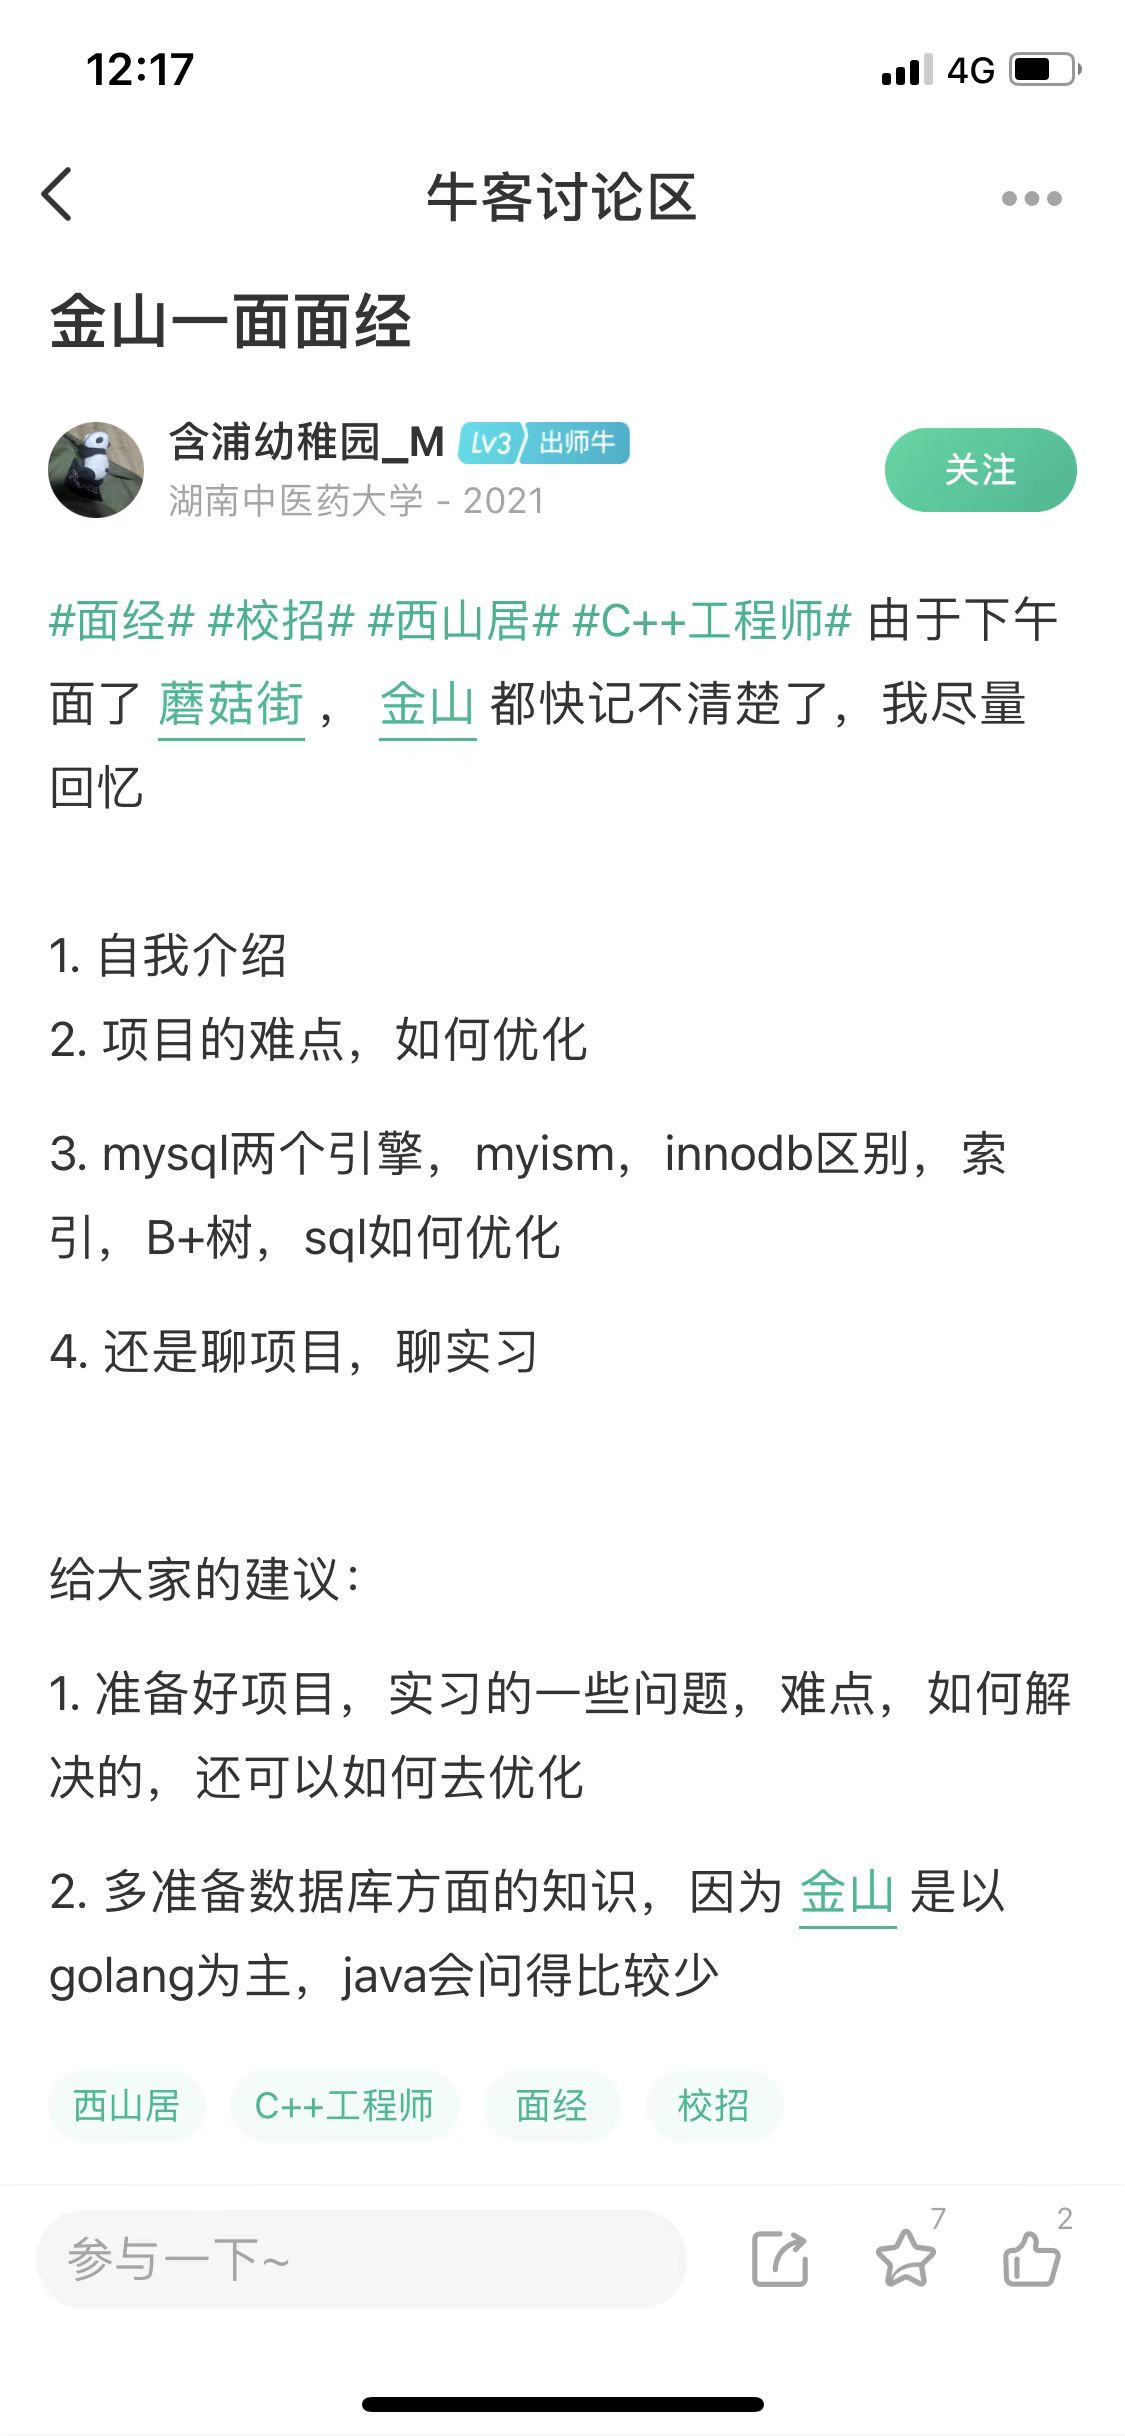 12:17
4G
牛客讨论区
金山一面面经
含浦幼稚园_M Lv3 出师牛
湖南中医药大学 - 2021
关注
#面经# #校招# #西山居# #C++工程师# 由于下午
面了 蘑菇街 ， 金山 都快记不清楚了，我尽量
回忆
1. 自我介绍
2. 项目的难点，如何优化
3. mysql两个引擎，myism，innodb区别，索
引，B+树，sql如何优化
4. 还是聊项目，聊实习
给大家的建议：
1. 准备好项目，实习的一些问题，难点，如何解
决的，还可以如何去优化
2. 多准备数据库方面的知识，因为 金山 是以
golang为主，java会问得比较少
西山居 C++工程师 面经 校招
参与一下~
7
2